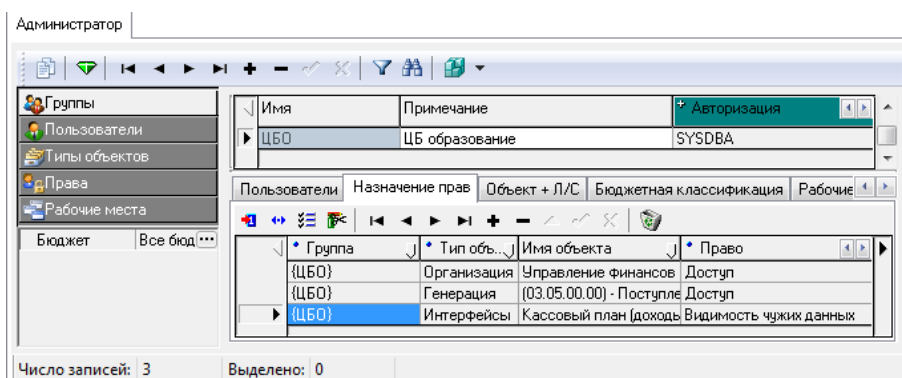 Администратор
Группы
Пользователи
Типы объектов
Права
Рабочие места
Бюджет Все бюд
Имя Примечание Авторизация
ЦБО ЦБ образование SYSDBA
Пользователи Назначение прав Объект + Л/С Бюджетная классификация Рабочие
Группа Тип объ... Имя объекта Право
{ЦБО} Организация Управление финансов Доступ
{ЦБО} Генерация (03.05.00.00) - Поступле Доступ
{ЦБО} Интерфейсы Кассовый план (доходь Видимость чужих данных
Число записей: 3 Выделено: 0